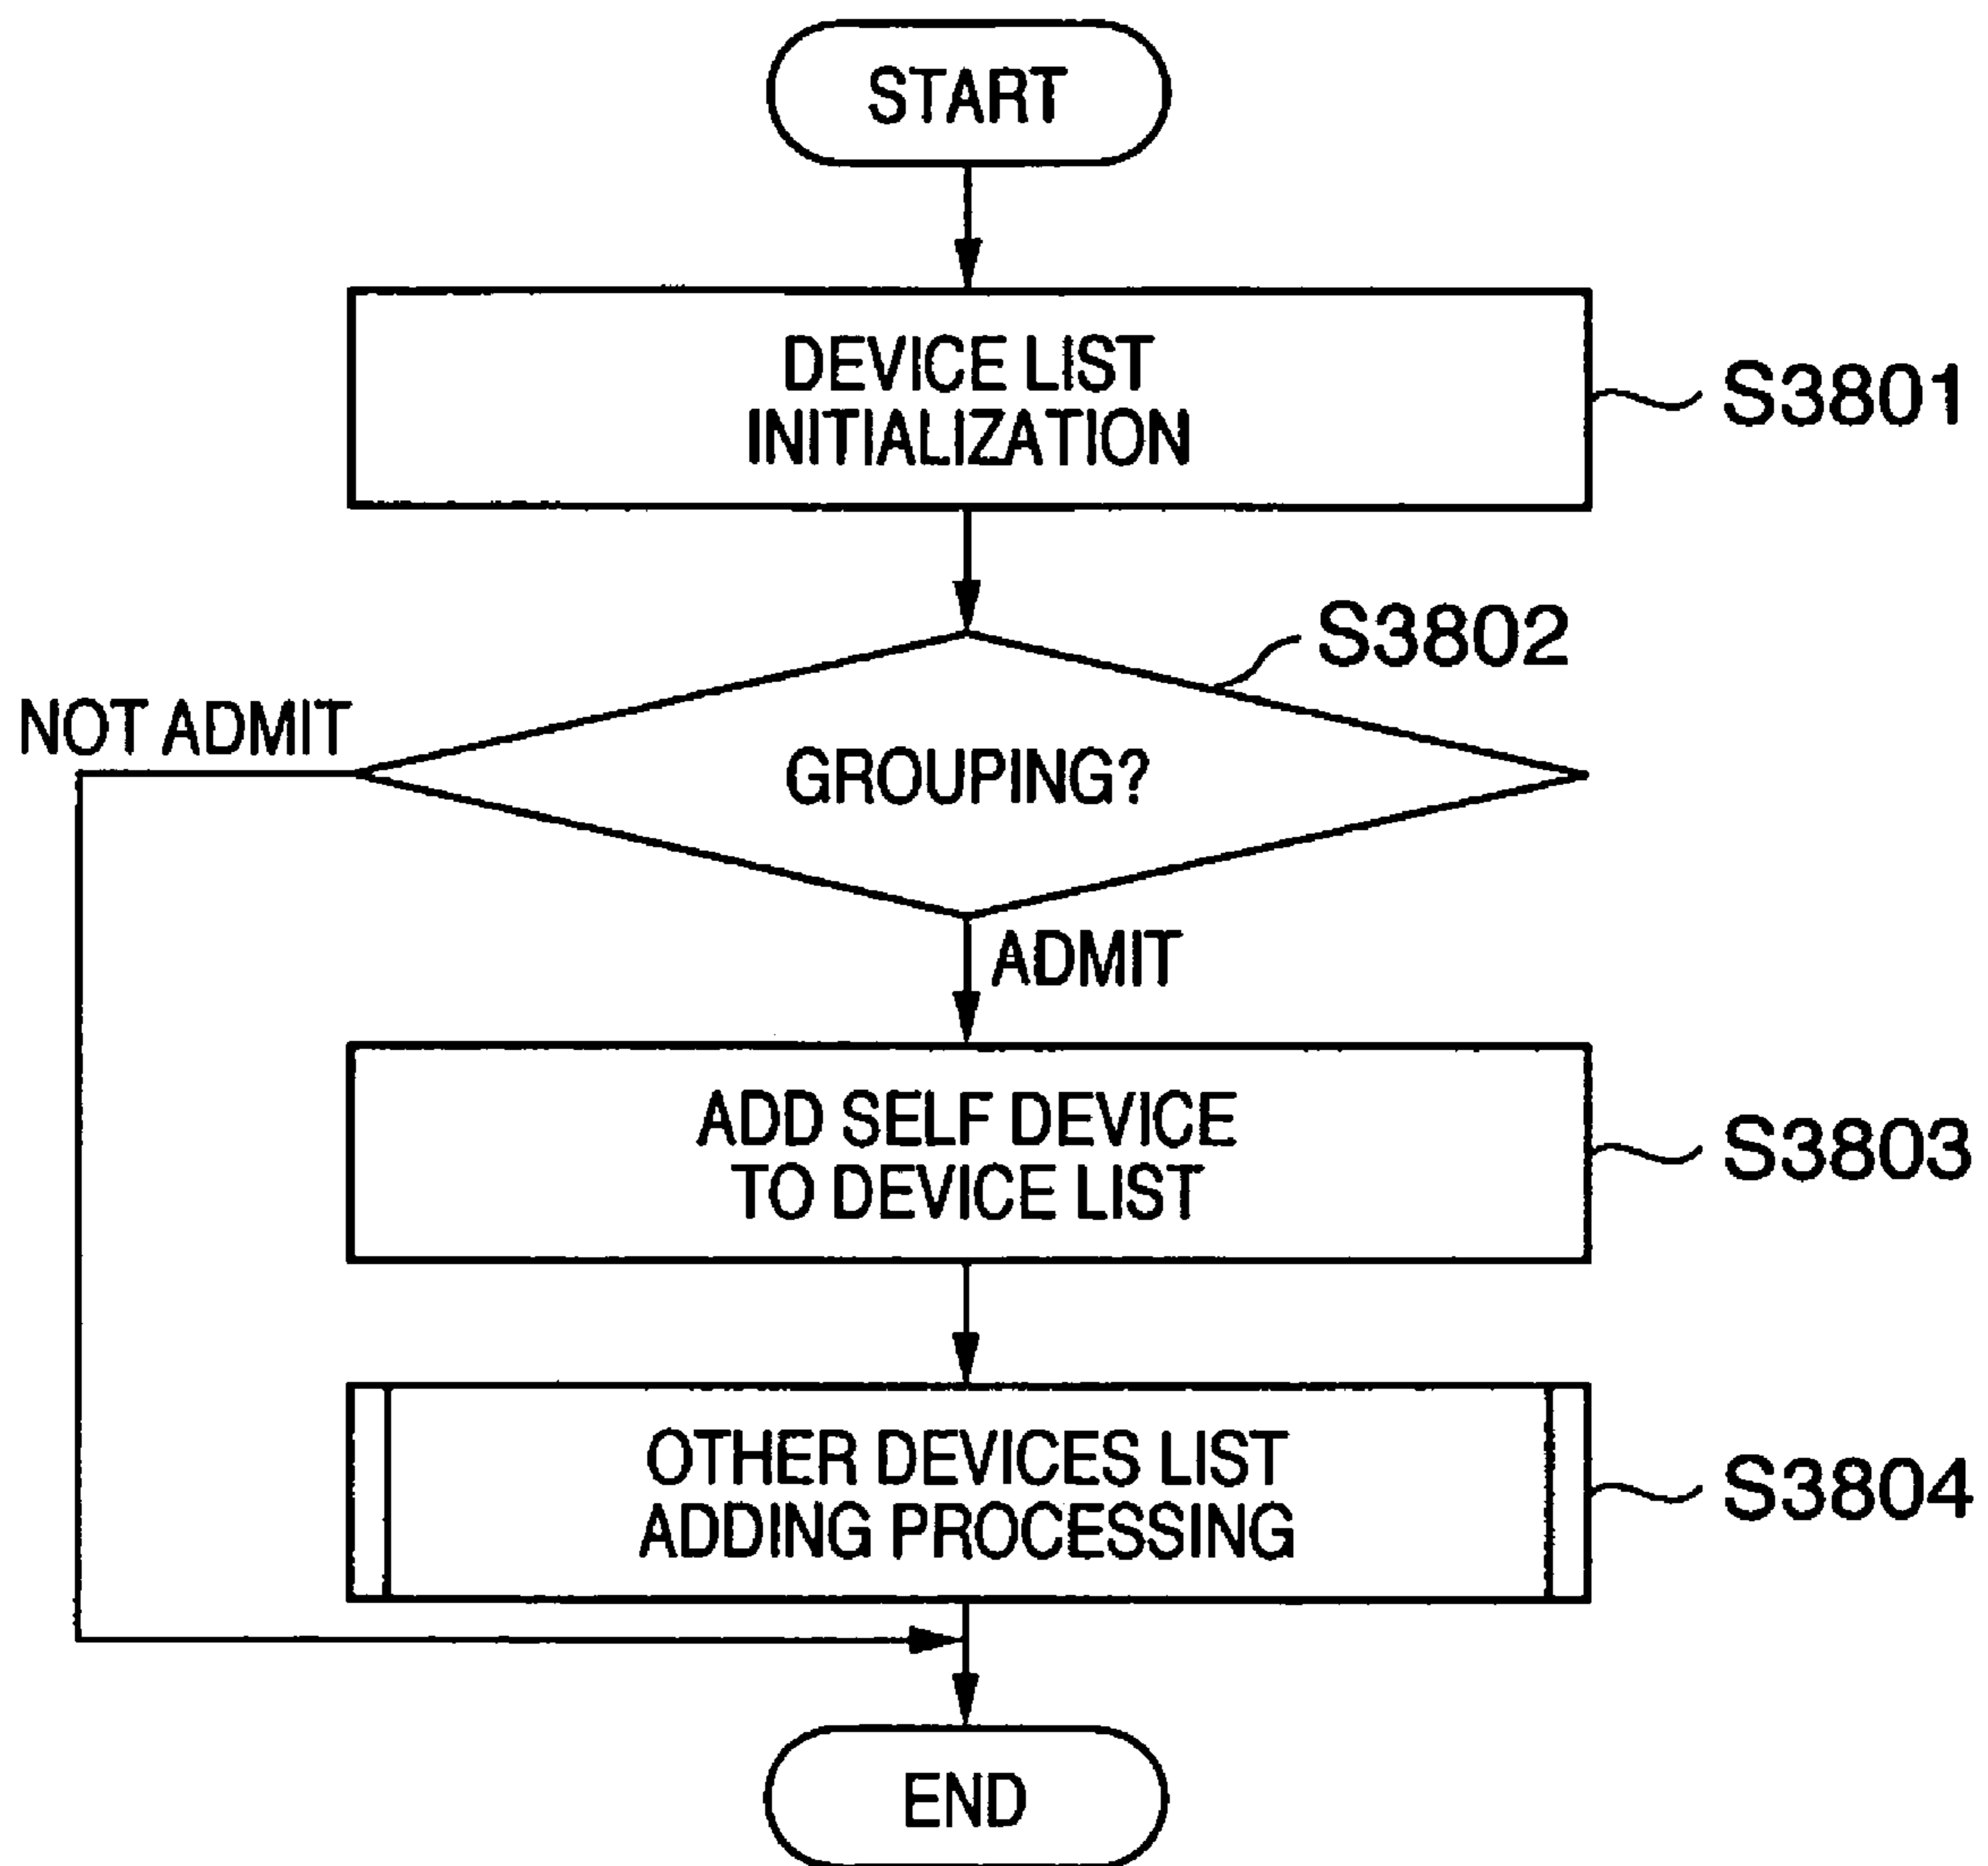 START
DEVICE LIST
INITIALIZATION
S3801
S3802
NOT ADMIT
GROUPING?
ADMIT
ADD SELF DEVICE
TO DEVICE LIST
S3803
OTHER DEVICES LIST
ADDING PROCESSING
S3804
END